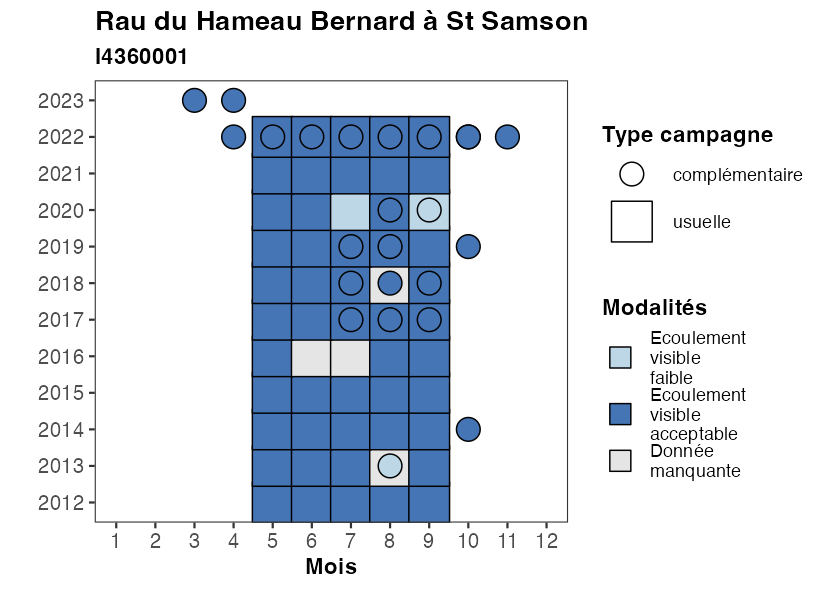 Rau du Hameau Bernard à St Samson
I4360001
2023
2022
2021
2020
2019
2018
2017
2016
2015
2014
2013
2012
1 2 3 4 5 6 7 8 9 10 11 12
Mois
Type campagne
complémentaire
usuelle
Modalités
Ecoulement
visible
faible
Ecoulement
visible
acceptable
Donnée
manquante